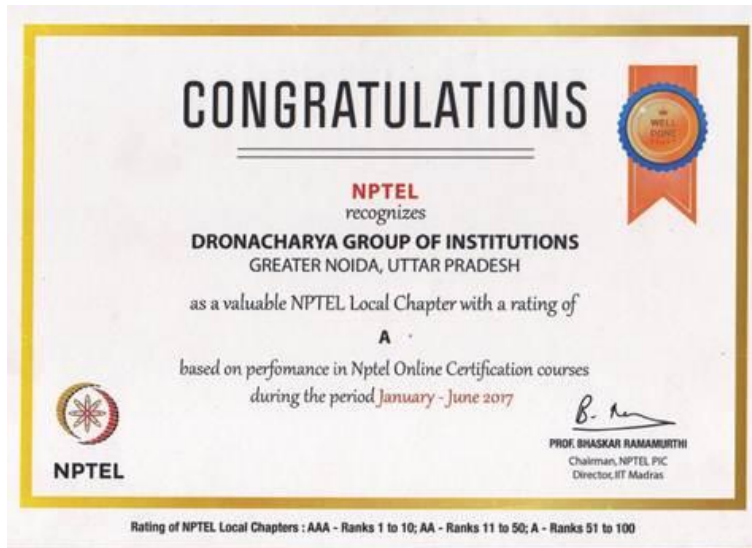 CONGRATULATIONS
WELL
DONE
NPTEL
recognizes
DRONACHARYA GROUP OF INSTITUTIONS
GREATER NOIDA, UTTAR PRADESH
as a valuable NPTEL Local Chapter with a rating of
A
based on perfomance in Nptel Online Certification courses
during the period January - June 2017
B. Ram
PROF. BHASKAR RAMAMURTHI
Chairman, NPTEL PIC
Director, IIT Madras
NPTEL
Rating of NPTEL Local Chapters : AAA - Ranks 1 to 10; AA - Ranks 11 to 50; A - Ranks 51 to 100